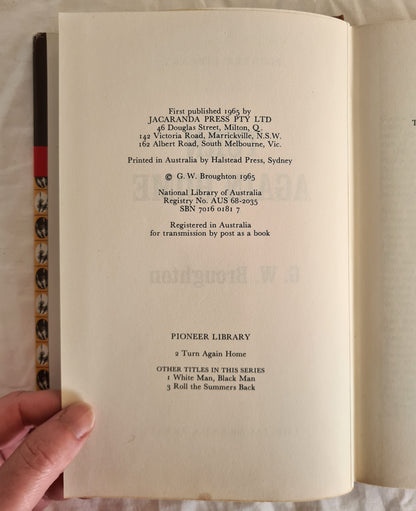 First published 1965 by
JACARANDA PRESS PTY LTD
46 Douglas Street, Milton, Q.
142 Victoria Road, Marrickville, N.S.W.
162 Albert Road, South Melbourne, Vic.
Printed in Australia by Halstead Press, Sydney
© G. W. Broughton 1965
National Library of Australia
Registry No. AUS 68-2035
SBN 7016 0181 7
Registered in Australia
for transmission by post as a book
G. W. Broughton
PIONEER LIBRARY
2 Turn Again Home
OTHER TITLES IN THIS SERIES
1 White Man, Black Man
3 Roll the Summers Back
T